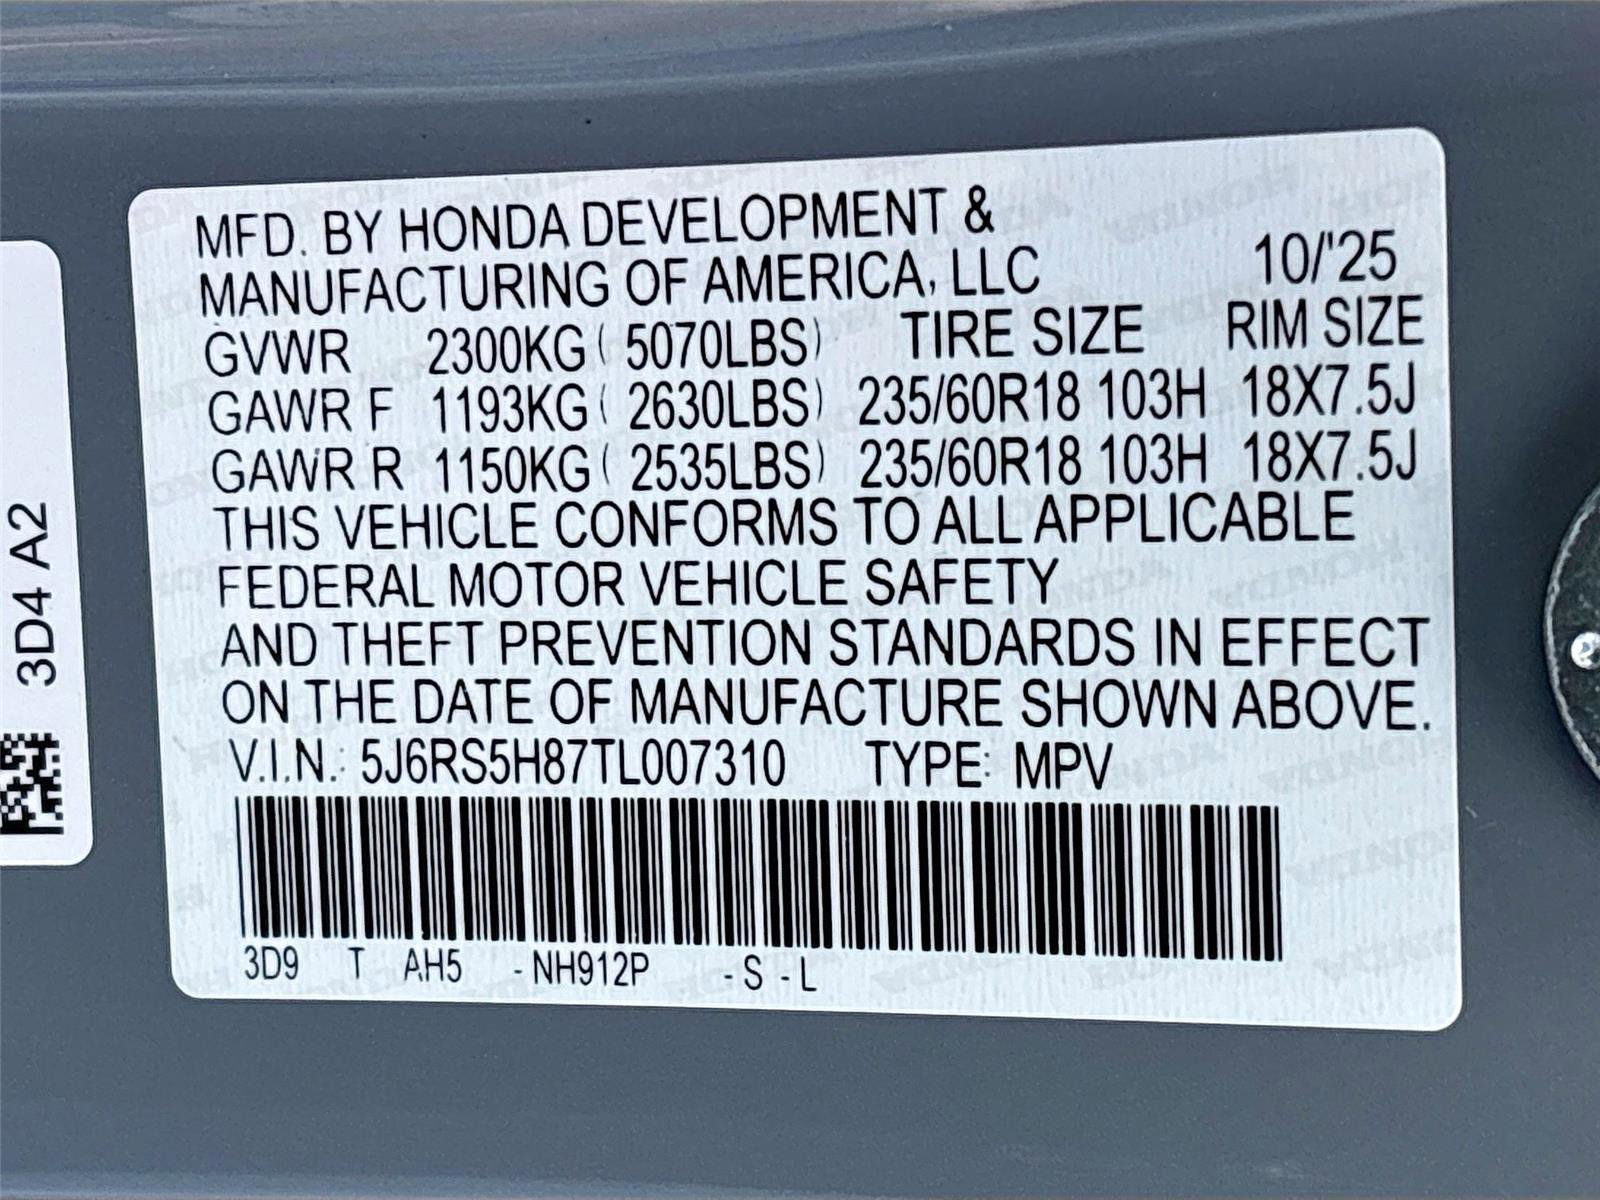 MFD. BY HONDA DEVELOPMENT &
MANUFACTURING OF AMERICA, LLC 10/'25
GVWR 2300KG ( 5070LBS) TIRE SIZE RIM SIZE
GAWR F 1193KG ( 2630LBS) 235/60R18 103H 18X7.5J
GAWR R 1150KG ( 2535LBS) 235/60R18 103H 18X7.5J
THIS VEHICLE CONFORMS TO ALL APPLICABLE
FEDERAL MOTOR VEHICLE SAFETY
AND THEFT PREVENTION STANDARDS IN EFFECT
ON THE DATE OF MANUFACTURE SHOWN ABOVE.
V.I.N.: 5J6RS5H87TL007310 TYPE: MPV
3D9 T AH5 -NH912P -S -L
3D4 A2